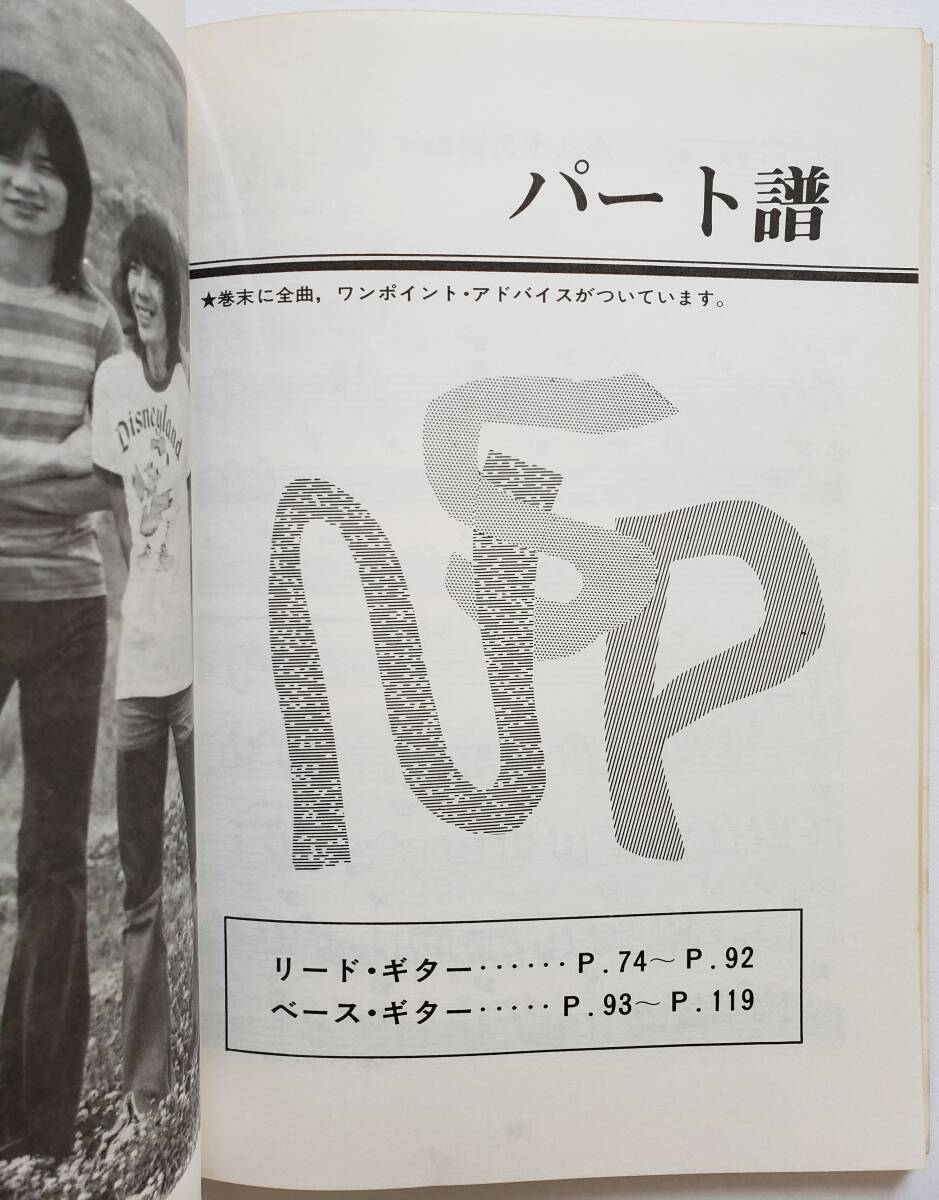 パート譜
★巻末に全曲，ワンポイント・アドバイスがついています。
NSP
リード・ギター‥‥‥P.74～P.92
ベース・ギター‥‥‥P.93～P.119
Disneyland